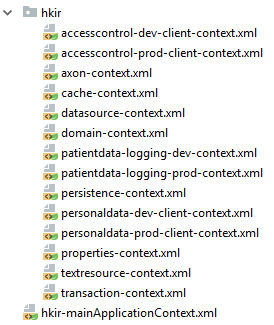 hkir
accesscontrol-dev-client-context.xml
accesscontrol-prod-client-context.xml
axon-context.xml
cache-context.xml
datasource-context.xml
domain-context.xml
patientdata-logging-dev-context.xml
patientdata-logging-prod-context.xml
persistence-context.xml
personaldata-dev-client-context.xml
personaldata-prod-client-context.xml
properties-context.xml
textresource-context.xml
transaction-context.xml
hkir-mainApplicationContext.xml